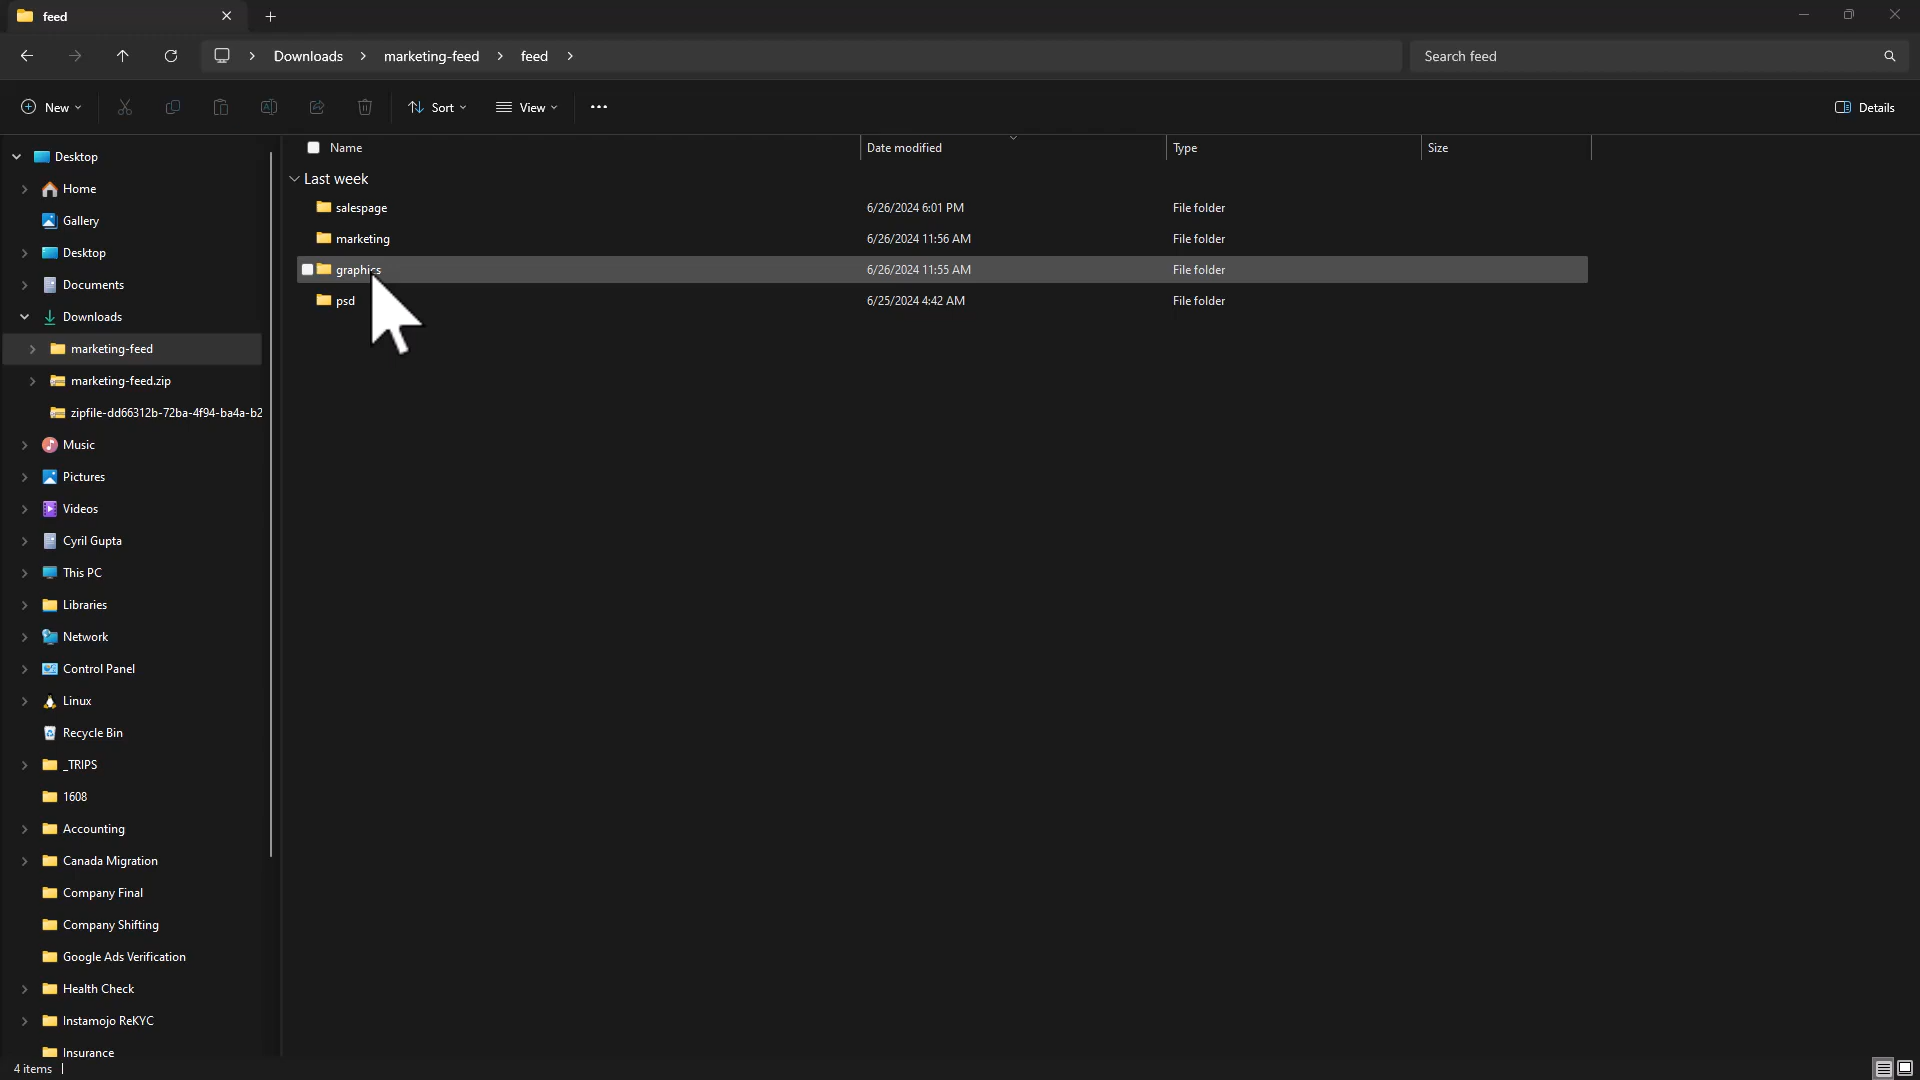 feed
Downloads > marketing-feed > feed >
Search feed
New
Sort
View
Details
Name
Date modified
Type
Size
Last week
salespage 6/26/2024 6:01 PM File folder
marketing 6/26/2024 11:56 AM File folder
graphics 6/26/2024 11:55 AM File folder
psd 6/25/2024 4:42 AM File folder
Desktop
Home
Gallery
Desktop
Documents
Downloads
marketing-feed
marketing-feed.zip
zipfile-dd66312b-72ba-4f94-ba4a-b2
Music
Pictures
Videos
Cyril Gupta
This PC
Libraries
Network
Control Panel
Linux
Recycle Bin
_TRIPS
1608
Accounting
Canada Migration
Company Final
Company Shifting
Google Ads Verification
Health Check
Instamojo ReKYC
Insurance
4 items